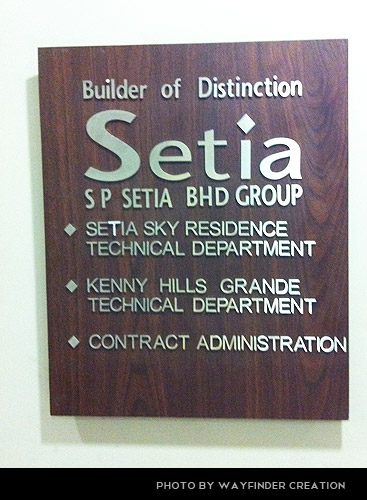 Builder of Distinction
Setia
S P SETIA BHD GROUP
SETIA SKY RESIDENCE
TECHNICAL DEPARTMENT
KENNY HILLS GRANDE
TECHNICAL DEPARTMENT
CONTRACT ADMINISTRATION
PHOTO BY WAYFINDER CREATION